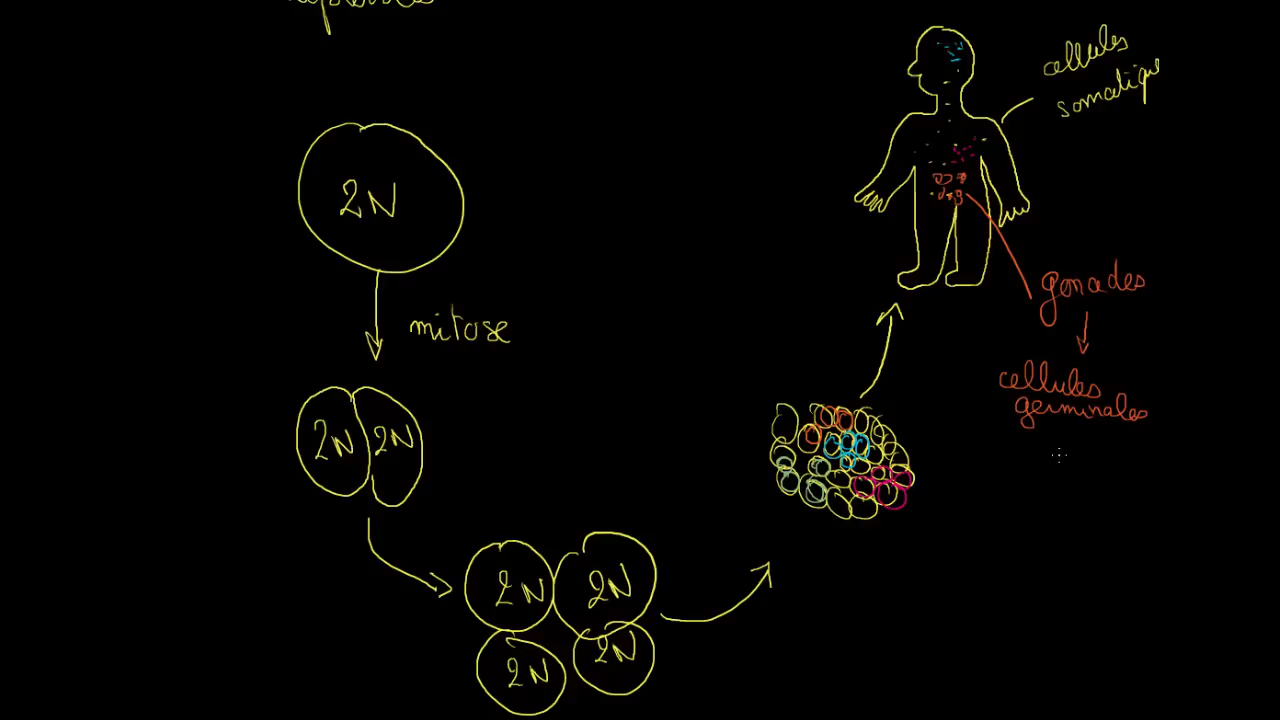 cellules
somatique
2N
mitose
gonades
cellules
germinales
2N 2N
2N 2N
2N 2N